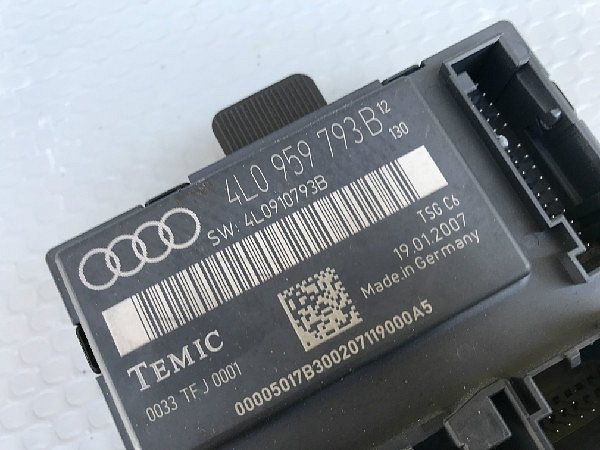 4L0 959 793B 12 130
SW: 4L0910793B
TSG C6
19.01.2007
Made in Germany
TEMIC
0033 TFJ 0001
00005017B300207119000A5